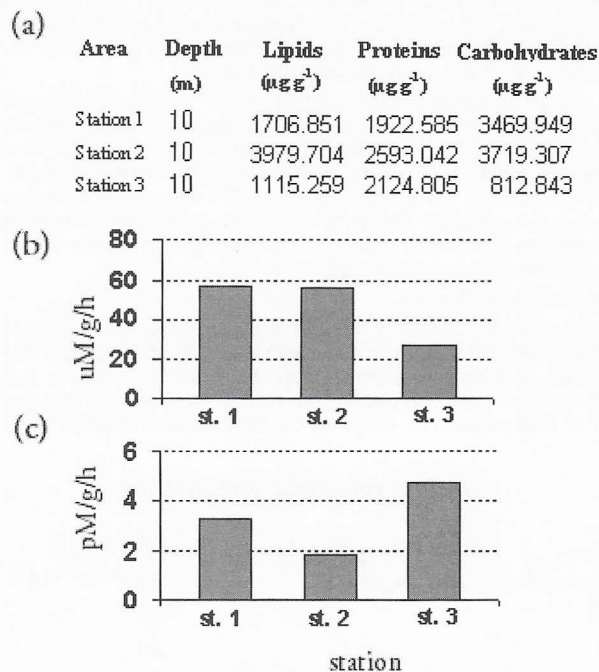 (a)
Area Depth Lipids Proteins Carbohydrates
(m) (µg g⁻¹) (µg g⁻¹) (µg g⁻¹)
Station 1 10 1706.851 1922.585 3469.949
Station 2 10 3979.704 2593.042 3719.307
Station 3 10 1115.259 2124.805 812.843
(b)
80
60
40
20
0
uM/g/h
st. 1 st. 2 st. 3
(c)
6
4
2
0
pM/g/h
st. 1 st. 2 st. 3
station